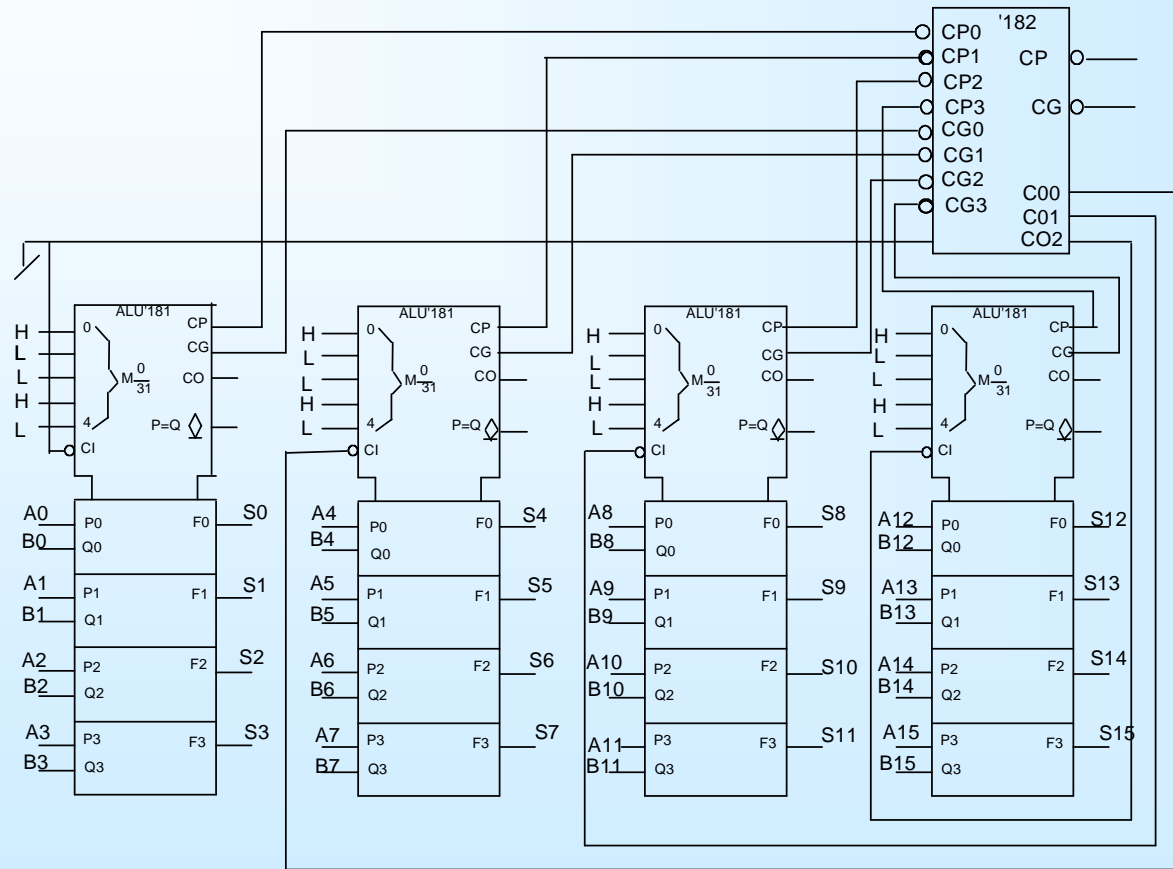 '182
CP0
CP1
CP2
CP3
CG0
CG1
CG2
CG3
CP
CG
C00
C01
CO2
ALU'181
H
L
L
H
L
0
4
M 0
31
CP
CG
CO
P=Q
CI
A0 P0 F0 S0
B0 Q0
A1 P1 F1 S1
B1 Q1
A2 P2 F2 S2
B2 Q2
A3 P3 F3 S3
B3 Q3
ALU'181
H
L
L
H
L
0
4
M 0
31
CP
CG
CO
P=Q
CI
A4 P0 F0 S4
B4 Q0
A5 P1 F1 S5
B5 Q1
A6 P2 F2 S6
B6 Q2
A7 P3 F3 S7
B7 Q3
ALU'181
H
L
L
H
L
0
4
M 0
31
CP
CG
CO
P=Q
CI
A8 P0 F0 S8
B8 Q0
A9 P1 F1 S9
B9 Q1
A10 P2 F2 S10
B10 Q2
A11 P3 F3 S11
B11 Q3
ALU'181
H
L
L
H
L
0
4
M 0
31
CP
CG
CO
P=Q
CI
A12 P0 F0 S12
B12 Q0
A13 P1 F1 S13
B13 Q1
A14 P2 F2 S14
B14 Q2
A15 P3 F3 S15
B15 Q3